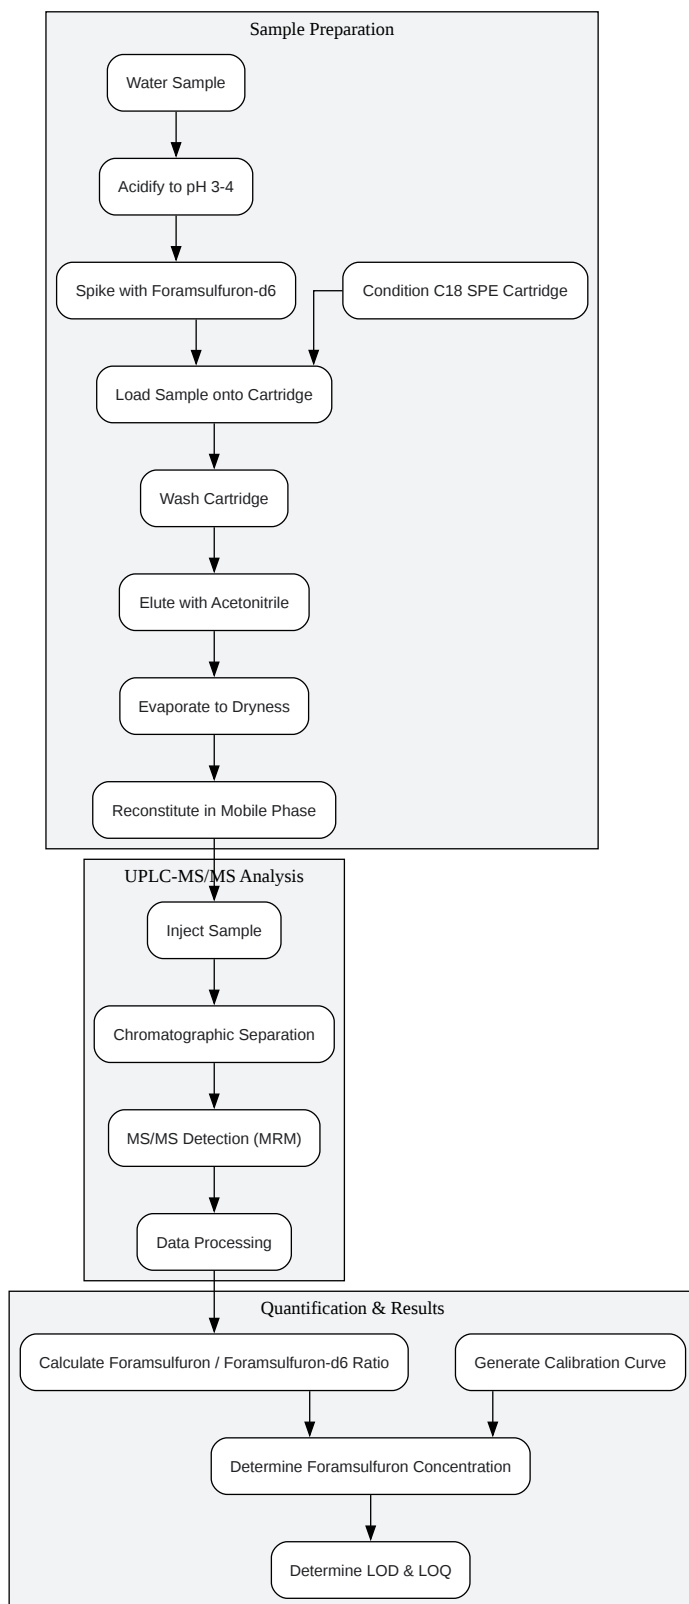 Sample Preparation
Water Sample
Acidify to pH 3-4
Spike with Foramsulfuron-d6
Condition C18 SPE Cartridge
Load Sample onto Cartridge
Wash Cartridge
Elute with Acetonitrile
Evaporate to Dryness
Reconstitute in Mobile Phase
UPLC-MS/MS Analysis
Inject Sample
Chromatographic Separation
MS/MS Detection (MRM)
Data Processing
Quantification & Results
Calculate Foramsulfuron / Foramsulfuron-d6 Ratio
Generate Calibration Curve
Determine Foramsulfuron Concentration
Determine LOD & LOQ